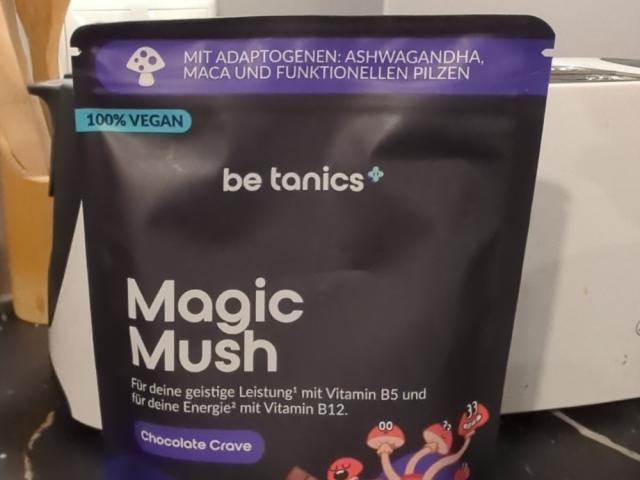 MIT ADAPTOGENEN: ASHWAGANDHA,
MACA UND FUNKTIONELLEN PILZEN
100% VEGAN
be tanics
Magic
Mush
Für deine geistige Leistung¹ mit Vitamin B5 und
für deine Energie² mit Vitamin B12.
Chocolate Crave